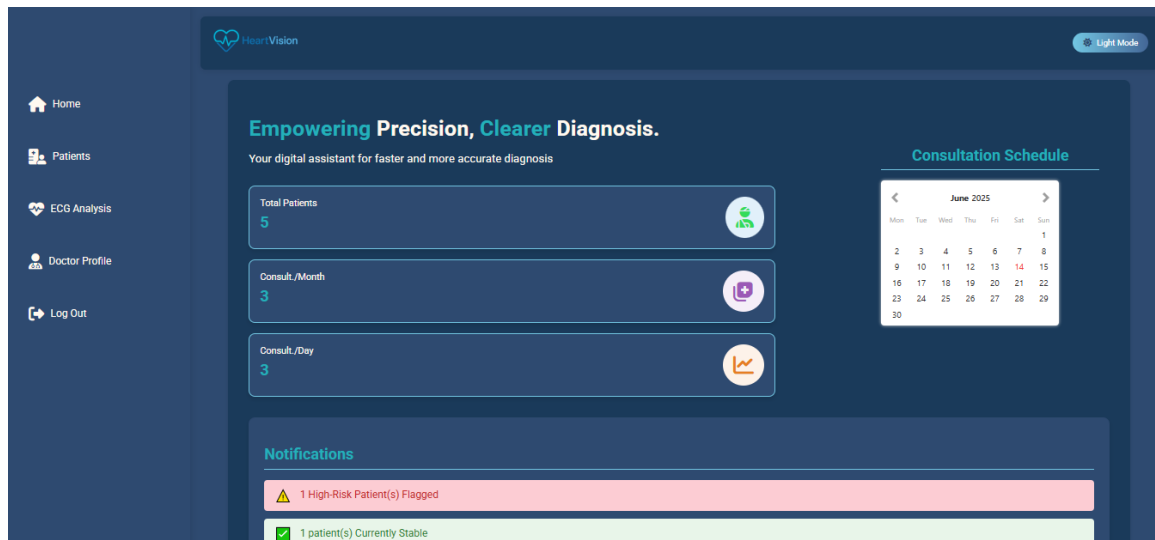 HeartVision
Light Mode
Home
Patients
ECG Analysis
Doctor Profile
Log Out
Empowering Precision, Clearer Diagnosis.
Your digital assistant for faster and more accurate diagnosis
Total Patients
5
Consult./Month
3
Consult./Day
3
Consultation Schedule
June 2025
Mon Tue Wed Thu Fri Sat Sun
1
2 3 4 5 6 7 8
9 10 11 12 13 14 15
16 17 18 19 20 21 22
23 24 25 26 27 28 29
30
Notifications
1 High-Risk Patient(s) Flagged
1 patient(s) Currently Stable